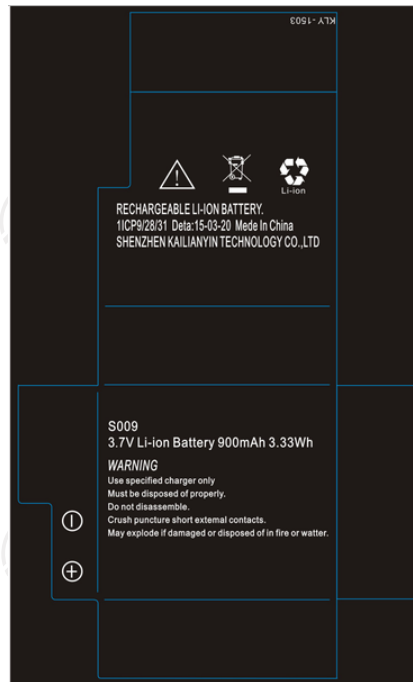 KLY-1503
Li-ion
RECHARGEABLE LI-ION BATTERY.
1ICP9/28/31 Deta:15-03-20 Mede In China
SHENZHEN KAILIANYIN TECHNOLOGY CO.,LTD
S009
3.7V Li-ion Battery 900mAh 3.33Wh
WARNING
Use specified charger only
Must be disposed of properly.
Do not disassemble.
Crush puncture short external contacts.
May explode if damaged or disposed of in fire or watter.